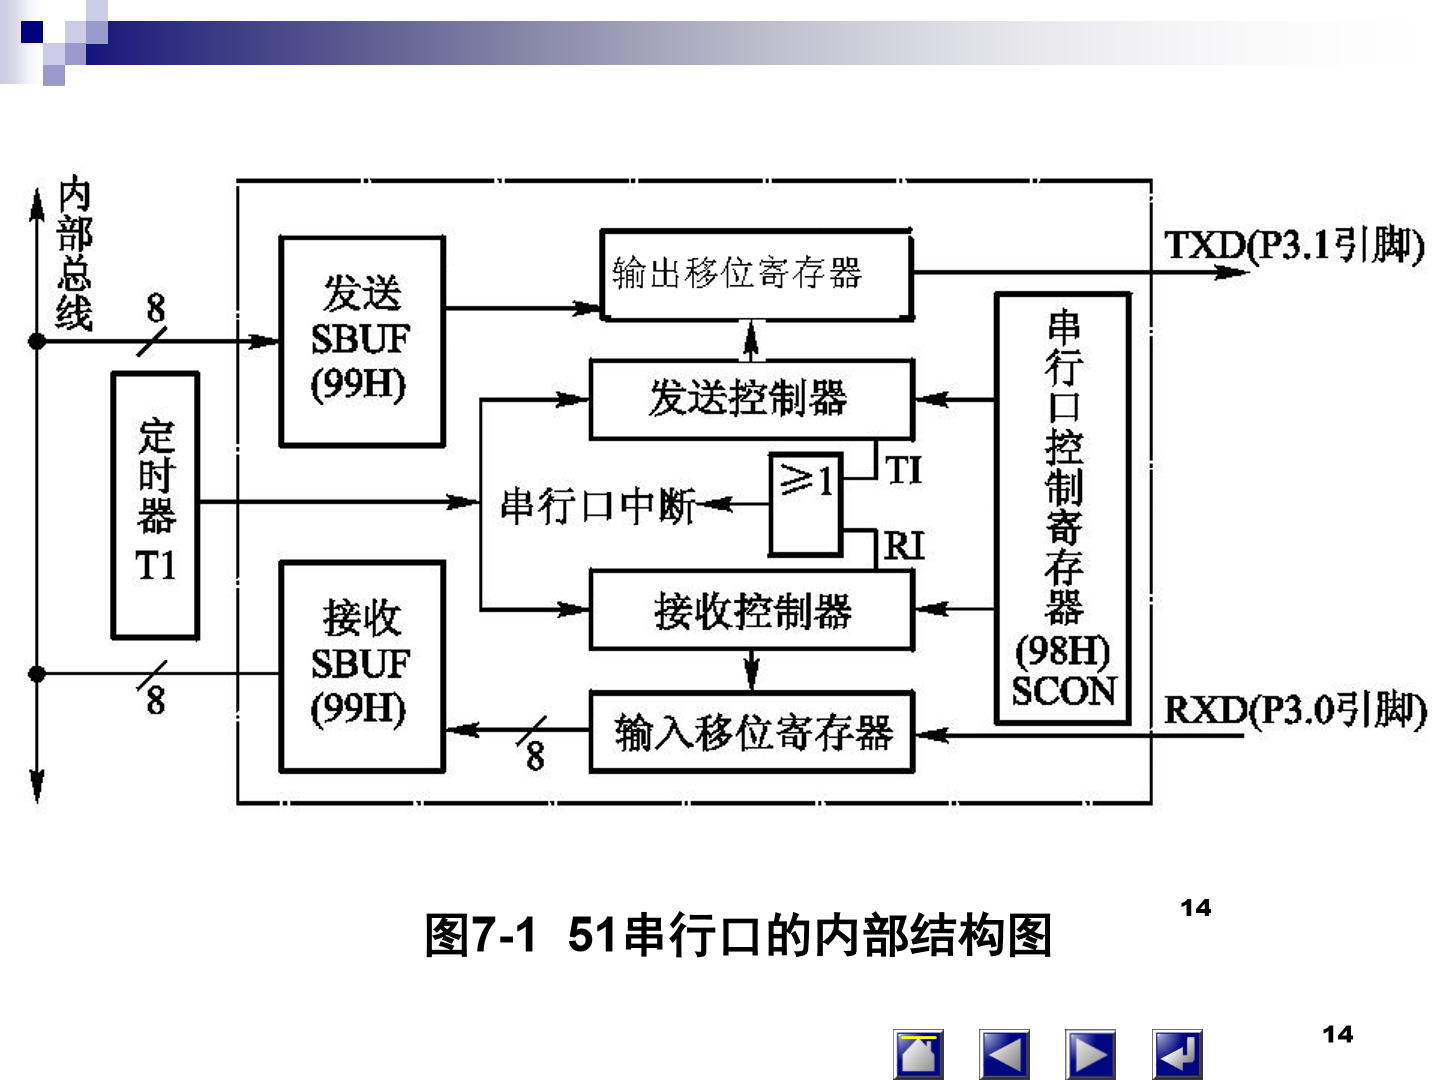 内部总线
8
发送
SBUF
(99H)
输出移位寄存器
TXD(P3.1引脚)
发送控制器
定时器
T1
串行口中断
≥1
TI
RI
串行口控制寄存器
(98H)
SCON
接收
SBUF
(99H)
接收控制器
8
8
输入移位寄存器
RXD(P3.0引脚)
图7-1 51串行口的内部结构图
14
14